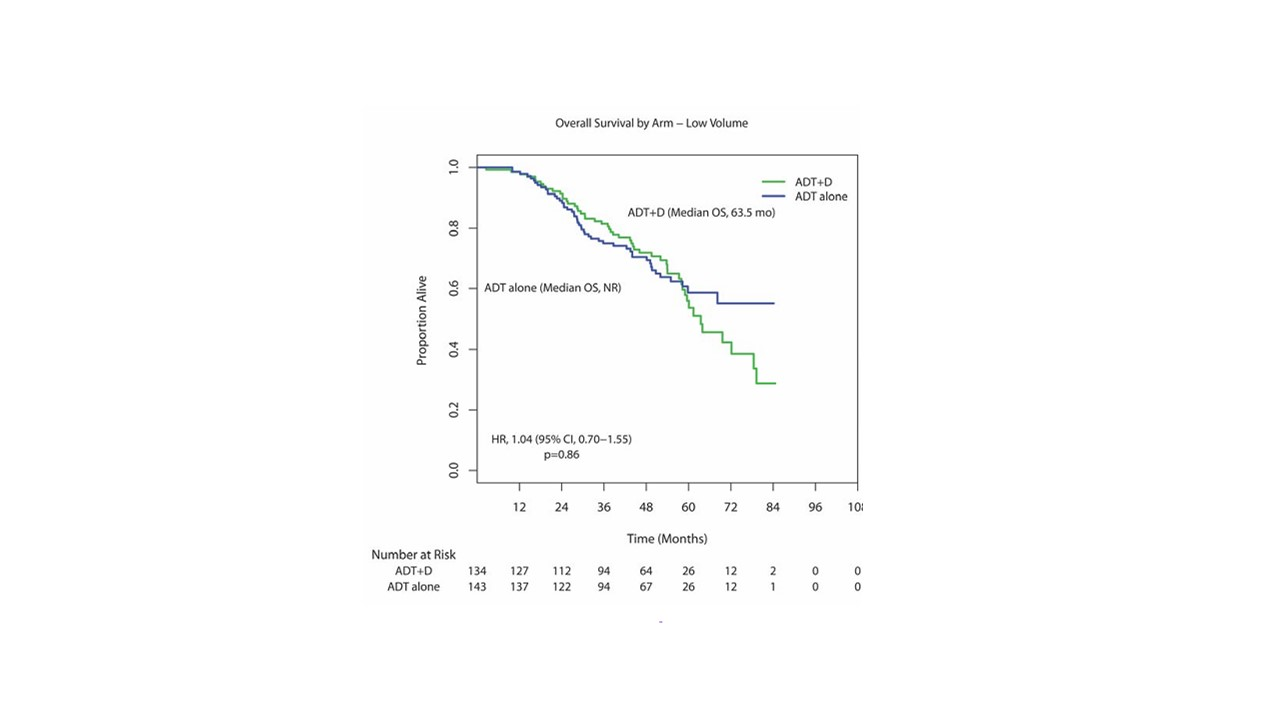 Overall Survival by Arm – Low Volume
1.0
0.8
0.6
0.4
0.2
0.0
Proportion Alive
ADT+D
ADT alone
ADT+D (Median OS, 63.5 mo)
ADT alone (Median OS, NR)
HR, 1.04 (95% CI, 0.70–1.55)
p=0.86
12 24 36 48 60 72 84 96 10
Time (Months)
Number at Risk
ADT+D 134 127 112 94 64 26 12 2 0 0
ADT alone 143 137 122 94 67 26 12 1 0 0